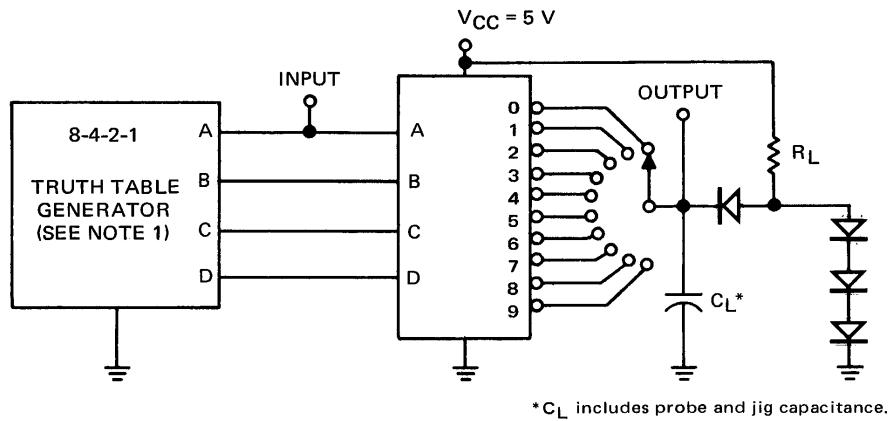 V_CC = 5 V
INPUT
OUTPUT
8-4-2-1
TRUTH TABLE
GENERATOR
(SEE NOTE 1)
A
B
C
D
A
B
C
D
0
1
2
3
4
5
6
7
8
9
R_L
C_L*
*C_L includes probe and jig capacitance.